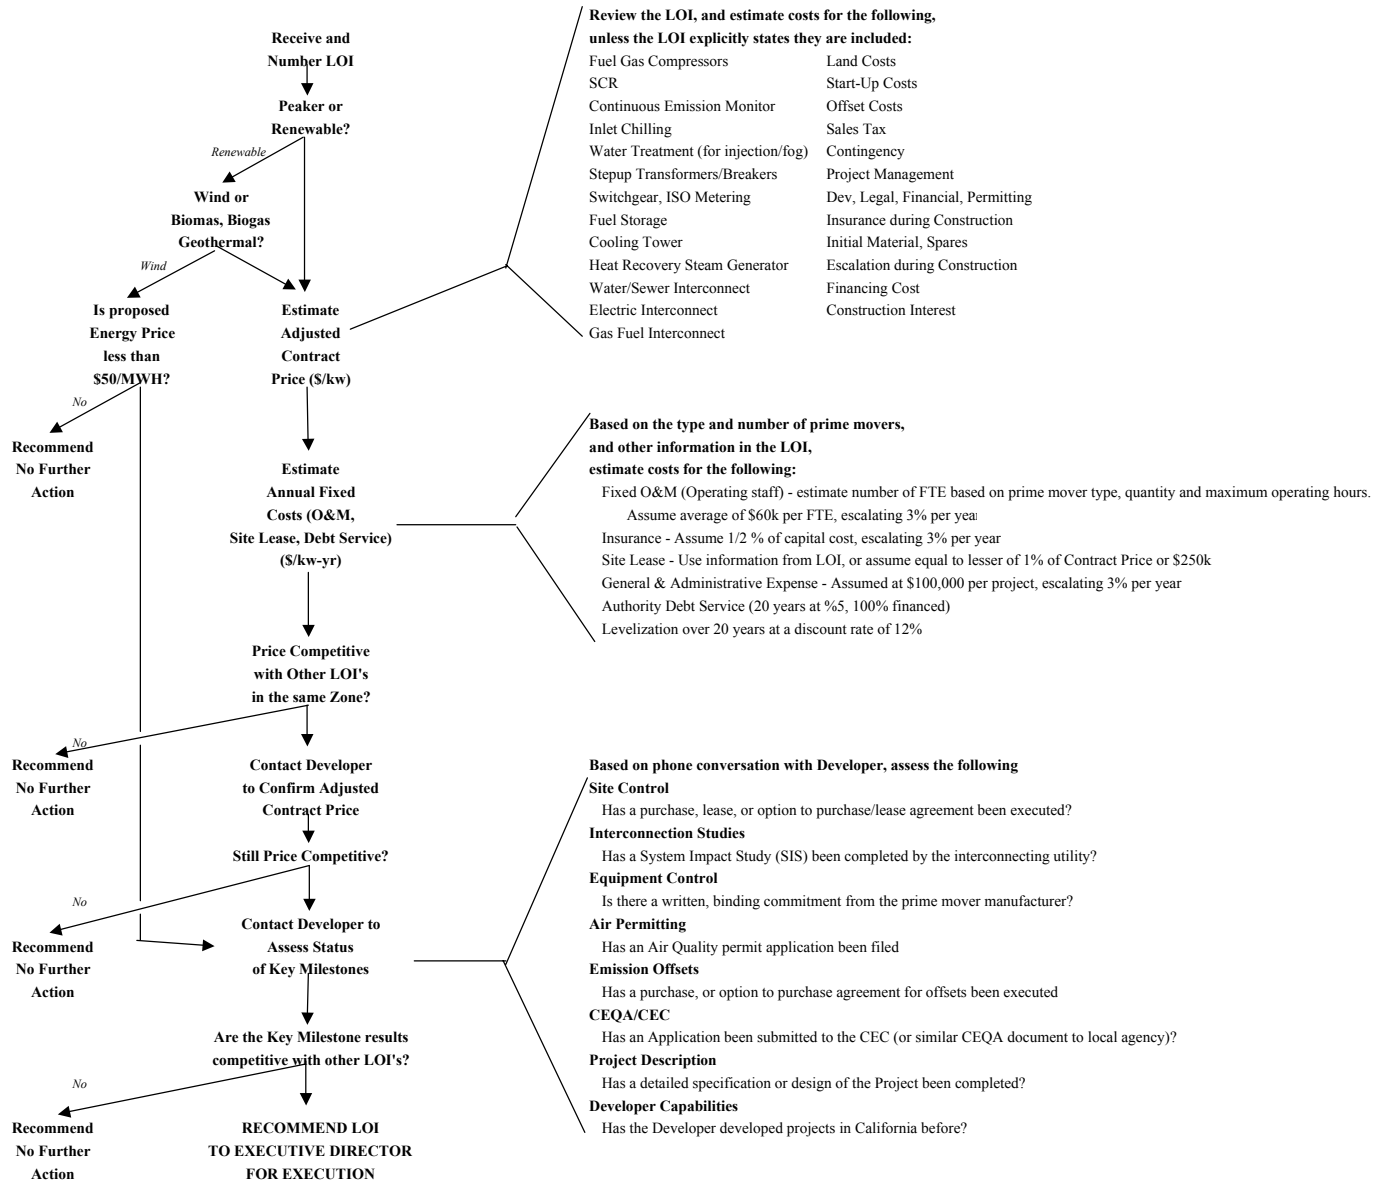 Receive and
Number LOI
Peaker or
Renewable?
Renewable
Wind or
Biomas, Biogas
Geothermal?
Wind
Is proposed
Energy Price
less than
$50/MWH?
No
Recommend
No Further
Action
Estimate
Adjusted
Contract
Price ($/kw)
Review the LOI, and estimate costs for the following,
unless the LOI explicitly states they are included:
Fuel Gas Compressors
SCR
Continuous Emission Monitor
Inlet Chilling
Water Treatment (for injection/fog)
Stepup Transformers/Breakers
Switchgear, ISO Metering
Fuel Storage
Cooling Tower
Heat Recovery Steam Generator
Water/Sewer Interconnect
Electric Interconnect
Gas Fuel Interconnect
Land Costs
Start-Up Costs
Offset Costs
Sales Tax
Contingency
Project Management
Dev, Legal, Financial, Permitting
Insurance during Construction
Initial Material, Spares
Escalation during Construction
Financing Cost
Construction Interest
Estimate
Annual Fixed
Costs (O&M,
Site Lease, Debt Service)
($/kw-yr)
Based on the type and number of prime movers,
and other information in the LOI,
estimate costs for the following:
Fixed O&M (Operating staff) - estimate number of FTE based on prime mover type, quantity and maximum operating hours.
Assume average of $60k per FTE, escalating 3% per year
Insurance - Assume 1/2 % of capital cost, escalating 3% per year
Site Lease - Use information from LOI, or assume equal to lesser of 1% of Contract Price or $250k
General & Administrative Expense - Assumed at $100,000 per project, escalating 3% per year
Authority Debt Service (20 years at %5, 100% financed)
Levelization over 20 years at a discount rate of 12%
Price Competitive
with Other LOI's
in the same Zone?
No
Recommend
No Further
Action
Contact Developer
to Confirm Adjusted
Contract Price
Still Price Competitive?
No
Recommend
No Further
Action
Contact Developer to
Assess Status
of Key Milestones
Based on phone conversation with Developer, assess the following
Site Control
Has a purchase, lease, or option to purchase/lease agreement been executed?
Interconnection Studies
Has a System Impact Study (SIS) been completed by the interconnecting utility?
Equipment Control
Is there a written, binding commitment from the prime mover manufacturer?
Air Permitting
Has an Air Quality permit application been filed
Emission Offsets
Has a purchase, or option to purchase agreement for offsets been executed
CEQA/CEC
Has an Application been submitted to the CEC (or similar CEQA document to local agency)?
Project Description
Has a detailed specification or design of the Project been completed?
Developer Capabilities
Has the Developer developed projects in California before?
Are the Key Milestone results
competitive with other LOI's?
No
Recommend
No Further
Action
RECOMMEND LOI
TO EXECUTIVE DIRECTOR
FOR EXECUTION